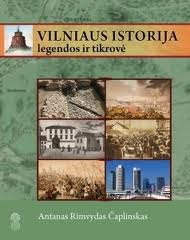 VILNIAUS ISTORIJA
legendos ir tikrovė
Antanas Rimvydas Čaplinskas